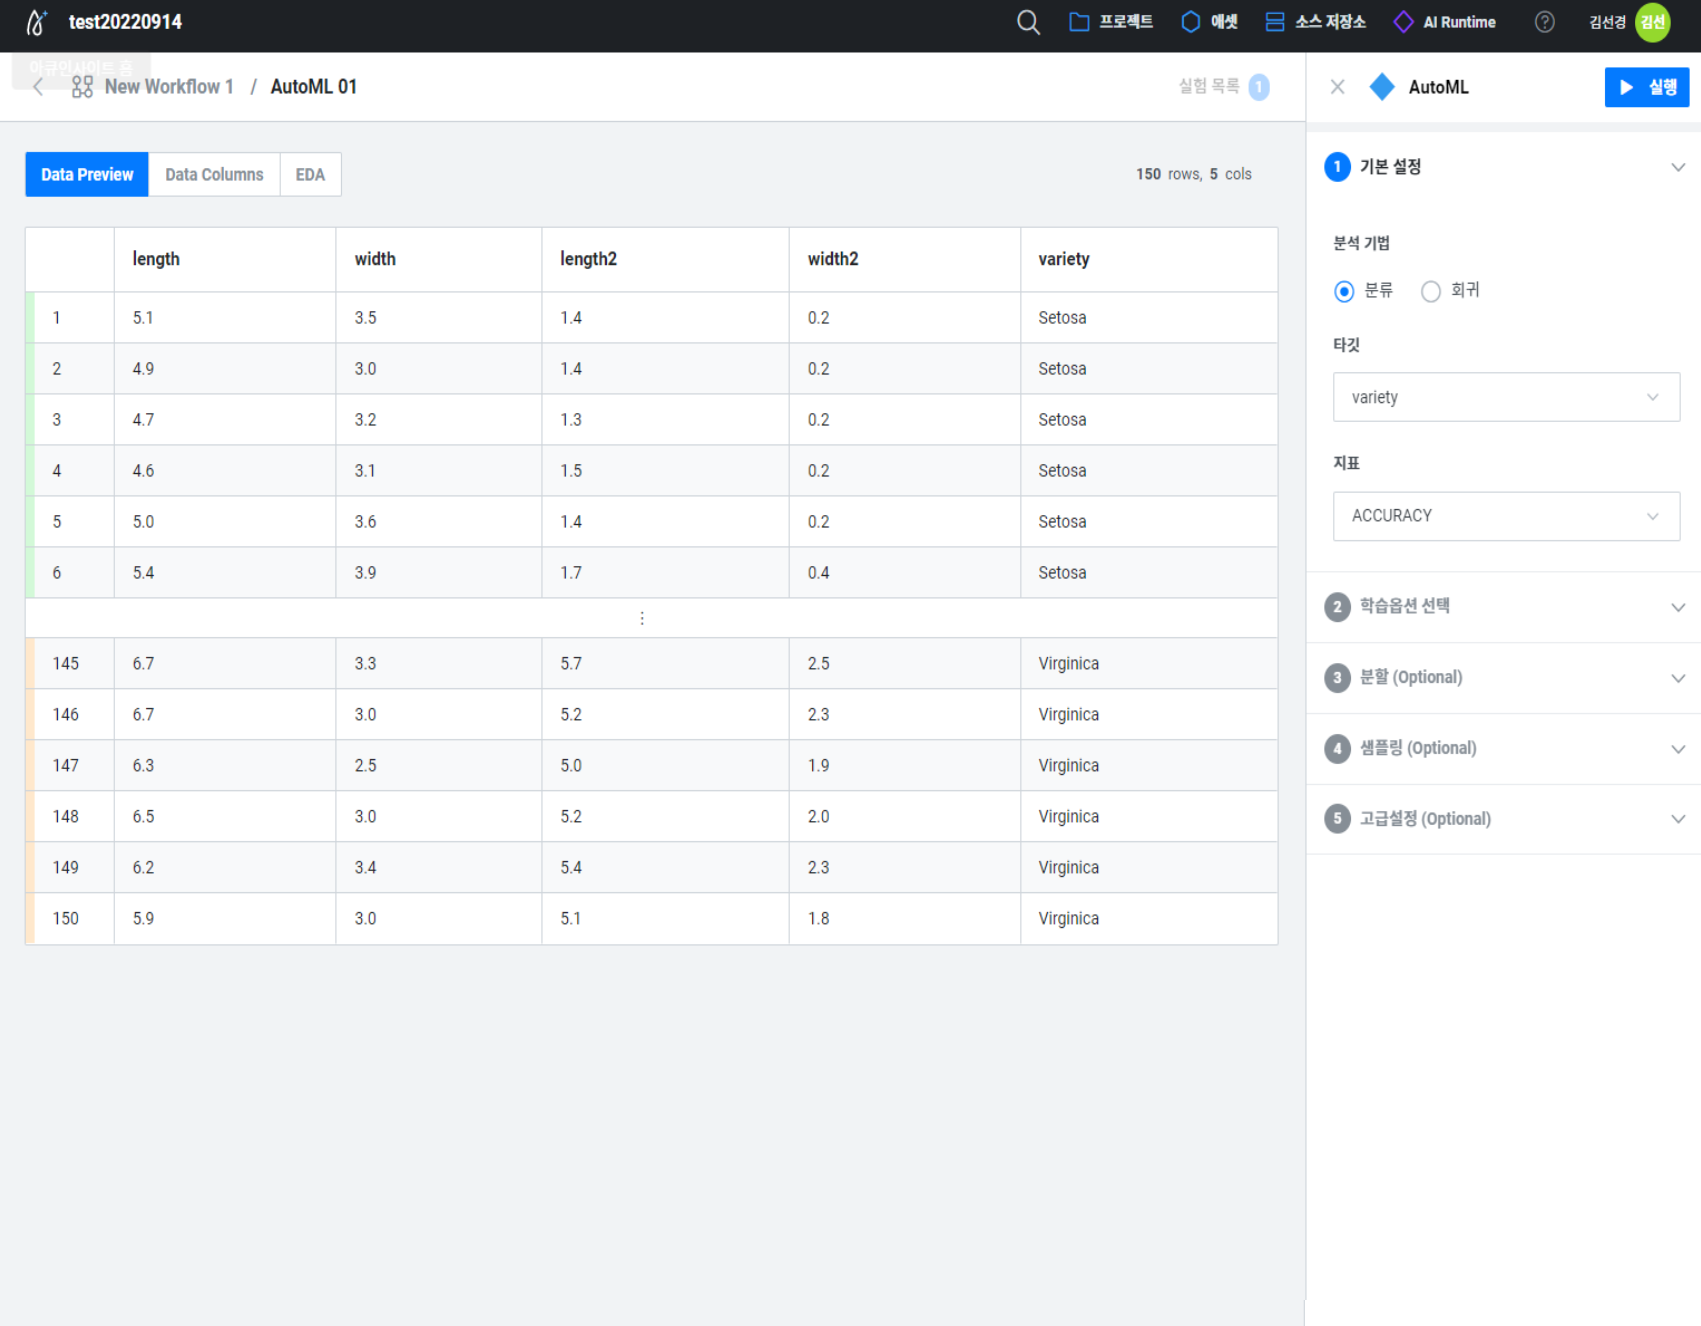 test20220914
프로젝트
애셋
소스 저장소
AI Runtime
?
김선경
김선
이큐인사이트 홈
New Workflow 1 / AutoML 01
실험 목록 1
AutoML
실행
Data Preview
Data Columns
EDA
150 rows, 5 cols
length width length2 width2 variety
1 5.1 3.5 1.4 0.2 Setosa
2 4.9 3.0 1.4 0.2 Setosa
3 4.7 3.2 1.3 0.2 Setosa
4 4.6 3.1 1.5 0.2 Setosa
5 5.0 3.6 1.4 0.2 Setosa
6 5.4 3.9 1.7 0.4 Setosa
145 6.7 3.3 5.7 2.5 Virginica
146 6.7 3.0 5.2 2.3 Virginica
147 6.3 2.5 5.0 1.9 Virginica
148 6.5 3.0 5.2 2.0 Virginica
149 6.2 3.4 5.4 2.3 Virginica
150 5.9 3.0 5.1 1.8 Virginica
1 기본 설정
분석 기법
분류 회귀
타깃
variety
지표
ACCURACY
2 학습옵션 선택
3 분할 (Optional)
4 샘플링 (Optional)
5 고급설정 (Optional)